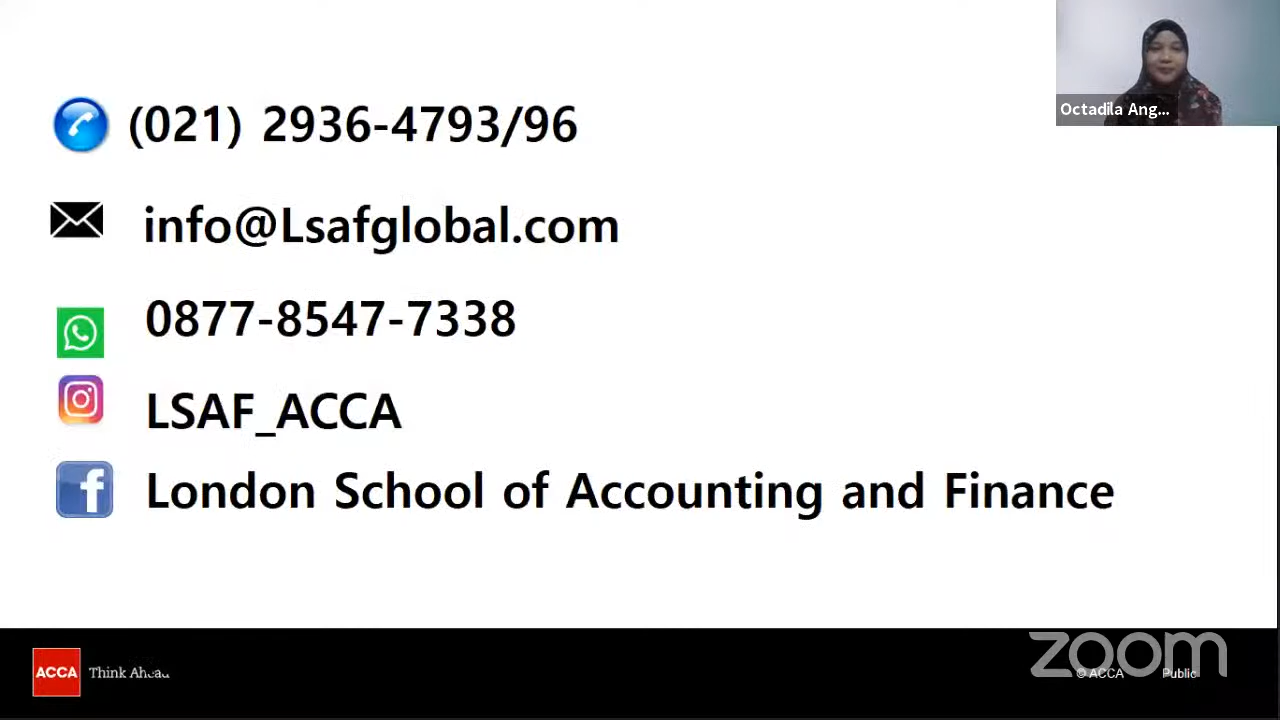 Octadila Ang...
(021) 2936-4793/96
info@Lsafglobal.com
0877-8547-7338
LSAF_ACCA
London School of Accounting and Finance
ACCA Think Ahead
zoom
© ACCA Public